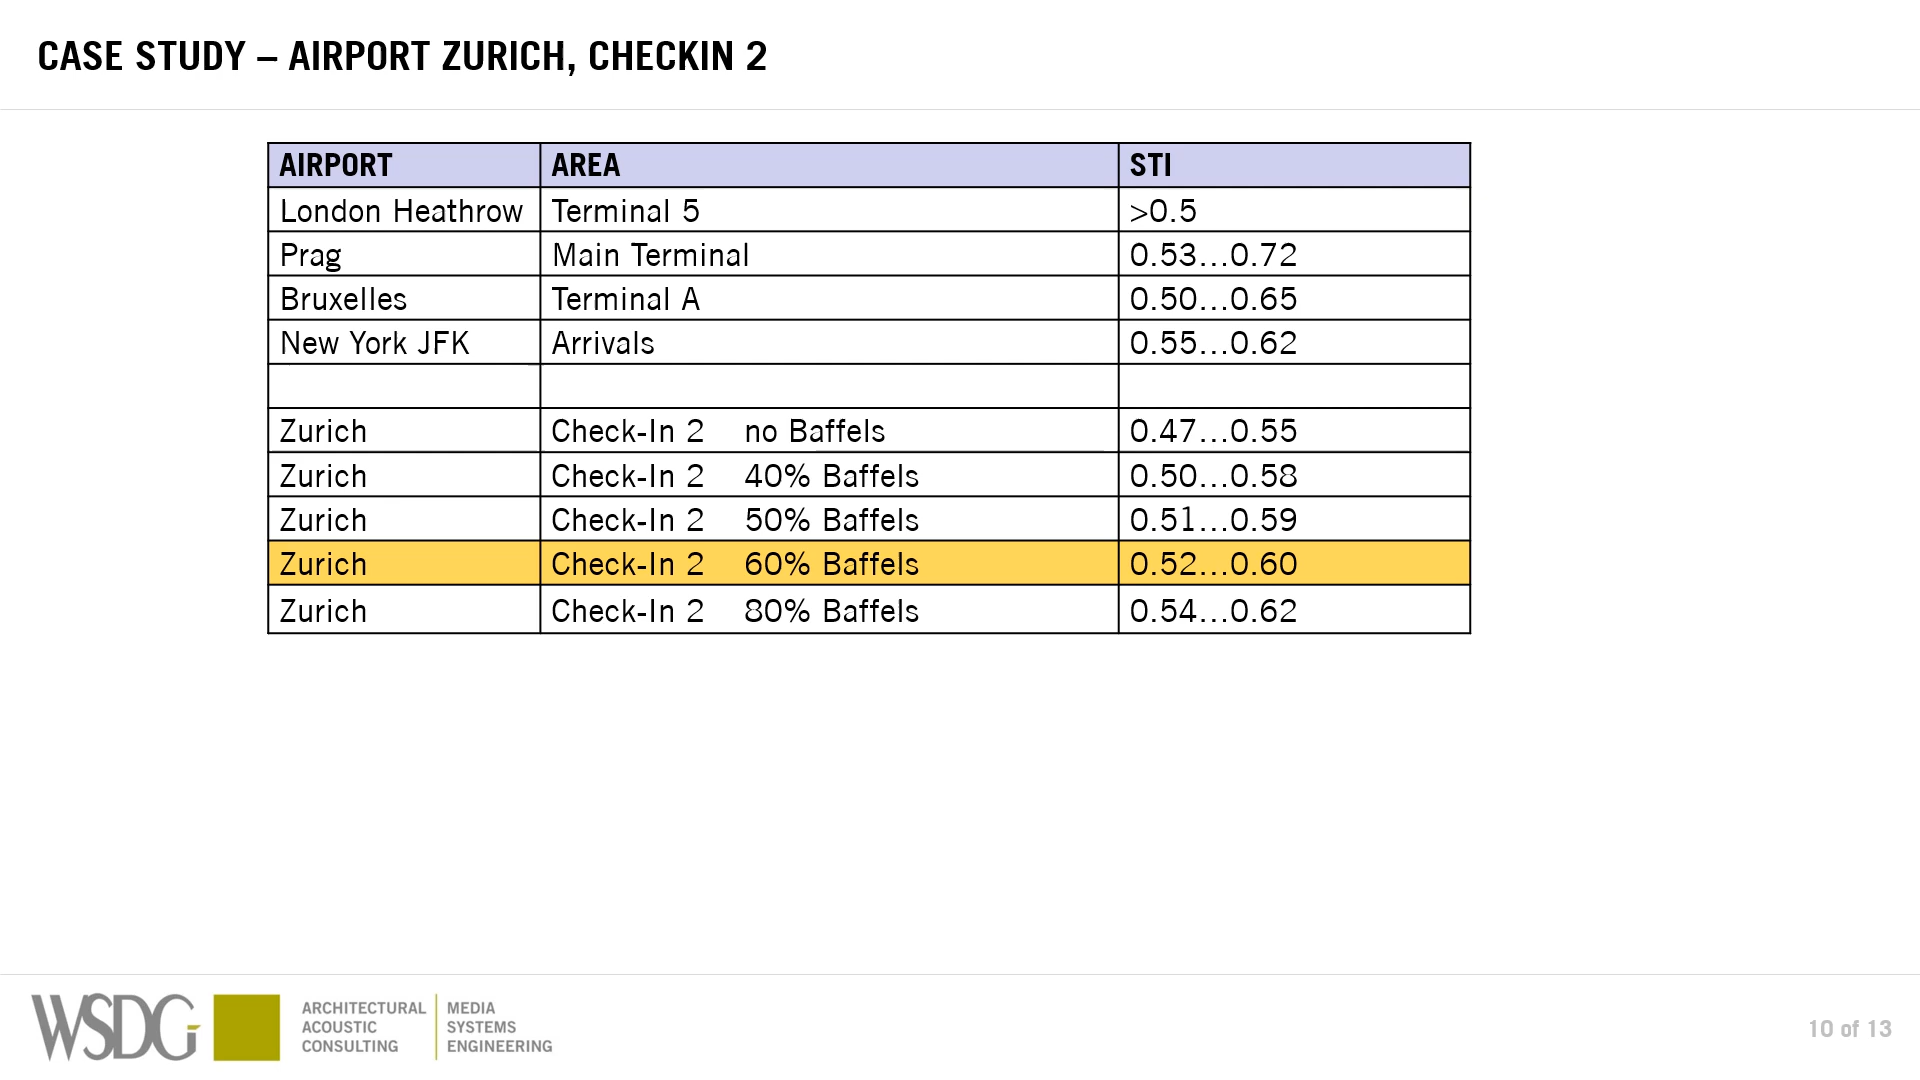 CASE STUDY – AIRPORT ZURICH, CHECKIN 2
AIRPORT AREA STI
London Heathrow Terminal 5 >0.5
Prag Main Terminal 0.53...0.72
Bruxelles Terminal A 0.50...0.65
New York JFK Arrivals 0.55...0.62
Zurich Check-In 2 no Baffels 0.47...0.55
Zurich Check-In 2 40% Baffels 0.50...0.58
Zurich Check-In 2 50% Baffels 0.51...0.59
Zurich Check-In 2 60% Baffels 0.52...0.60
Zurich Check-In 2 80% Baffels 0.54...0.62
WSDG
ARCHITECTURAL
ACOUSTIC
CONSULTING
MEDIA
SYSTEMS
ENGINEERING
10 of 13